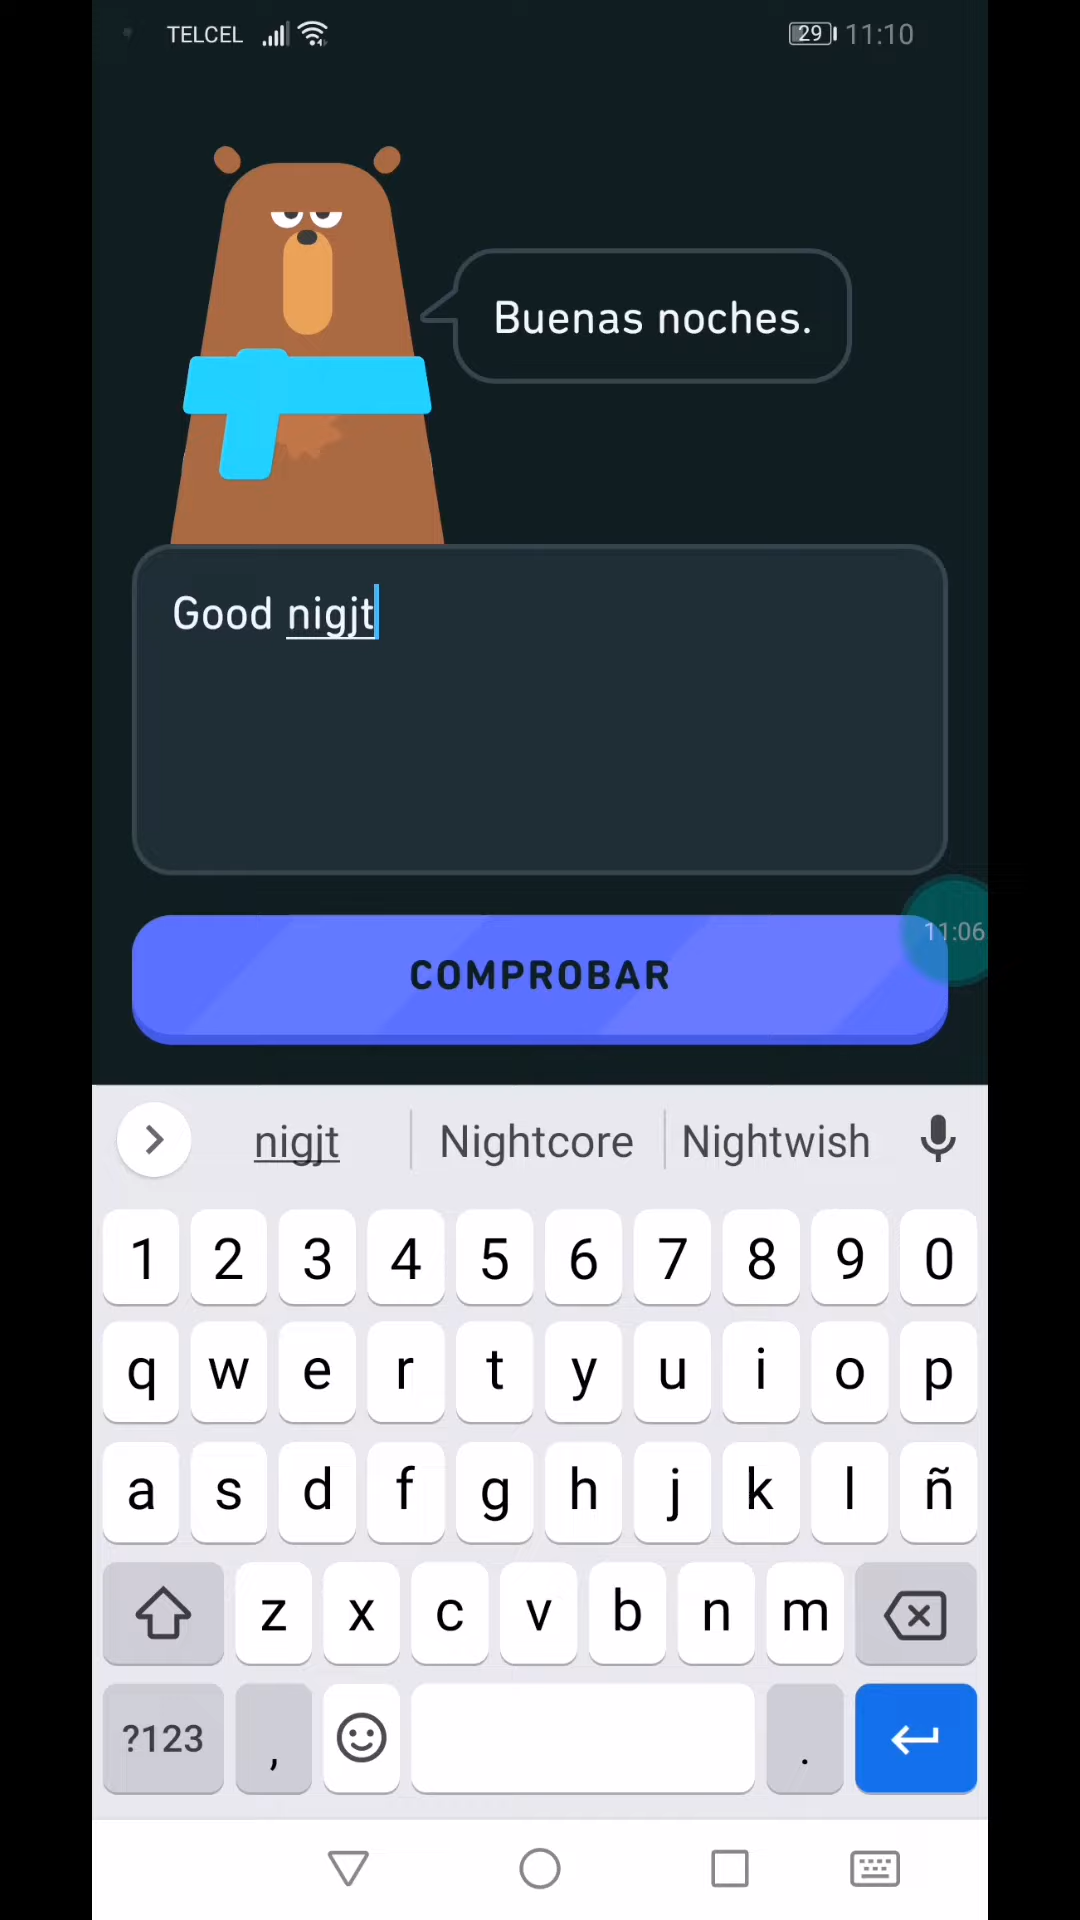 TELCEL 29 11:10
Buenas noches.
Good nigjt
11:06
COMPROBAR
nigjt Nightcore Nightwish
1 2 3 4 5 6 7 8 9 0
q w e r t y u i o p
a s d f g h j k l ñ
z x c v b n m
?123 , .